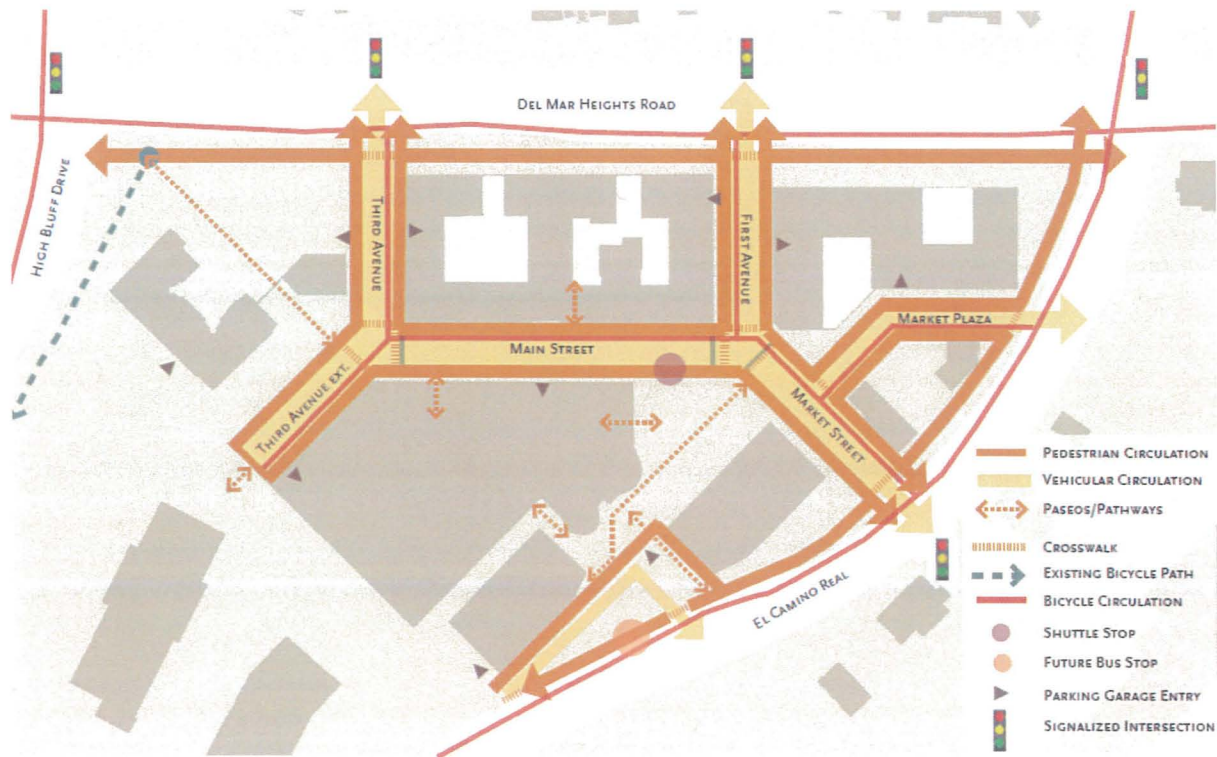 Del Mar Heights Road
High Bluff Drive
Third Avenue
First Avenue
Market Plaza
Main Street
Third Avenue Ext.
Market Street
El Camino Real
Pedestrian Circulation
Vehicular Circulation
Paseos/Pathways
Crosswalk
Existing Bicycle Path
Bicycle Circulation
Shuttle Stop
Future Bus Stop
Parking Garage Entry
Signalized Intersection